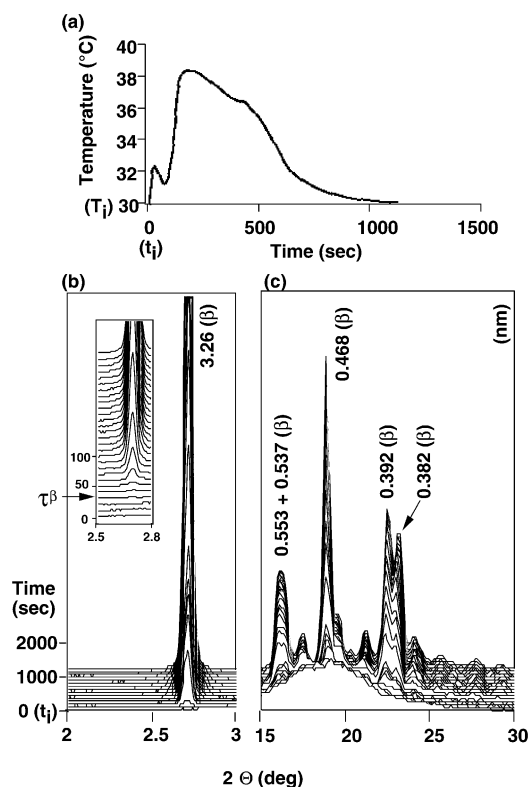 (a)
Temperature (°C)
40
38
36
34
32
(Ti) 30
0 500 1000 1500
(ti)
Time (sec)
(b)
(c)
3.26 (β)
100
50
0
τβ
2.5 2.8
(nm)
0.553 + 0.537 (β)
0.468 (β)
0.392 (β)
0.382 (β)
Time
(sec)
2000
1000
0 (ti)
2 2.5 3
15 20 25 30
2 Θ (deg)